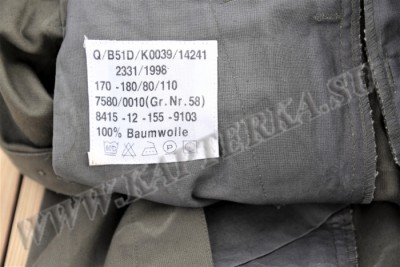 Q/B51D/K0039/14241
2331/1996
170 -180/80/110
7580/0010(Gr.Nr.58)
8415 -12 -155 -9103
100% Baumwolle
WWW.KAPTERKA.SU